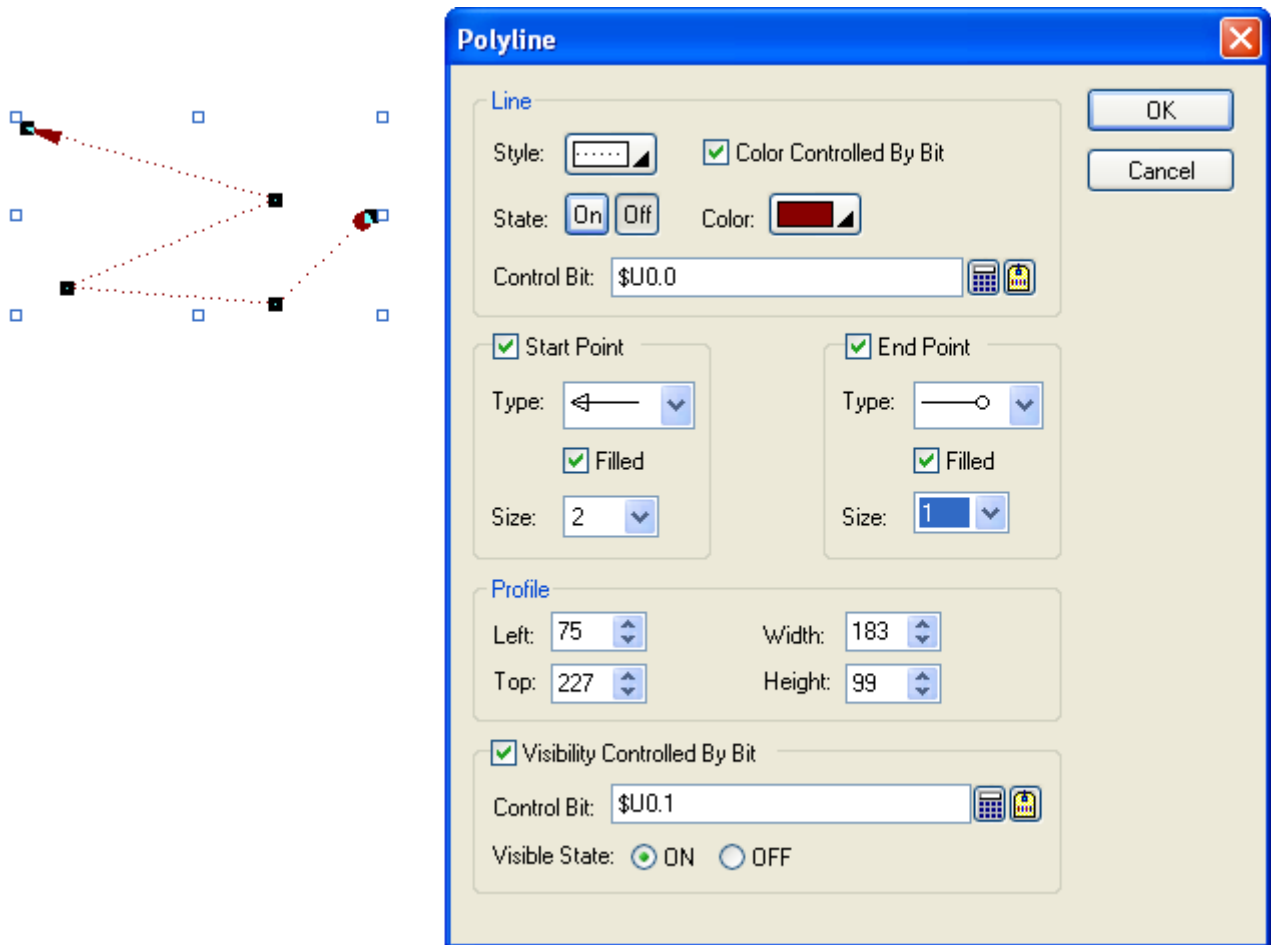 Polyline
Line
OK
Style:
Color Controlled By Bit
Cancel
State: On Off Color:
Control Bit: $U0.0
Start Point
End Point
Type:
Type:
Filled
Filled
Size: 2
Size: 1
Profile
Left: 75 Width: 183
Top: 227 Height: 99
Visibility Controlled By Bit
Control Bit: $U0.1
Visible State: ON OFF